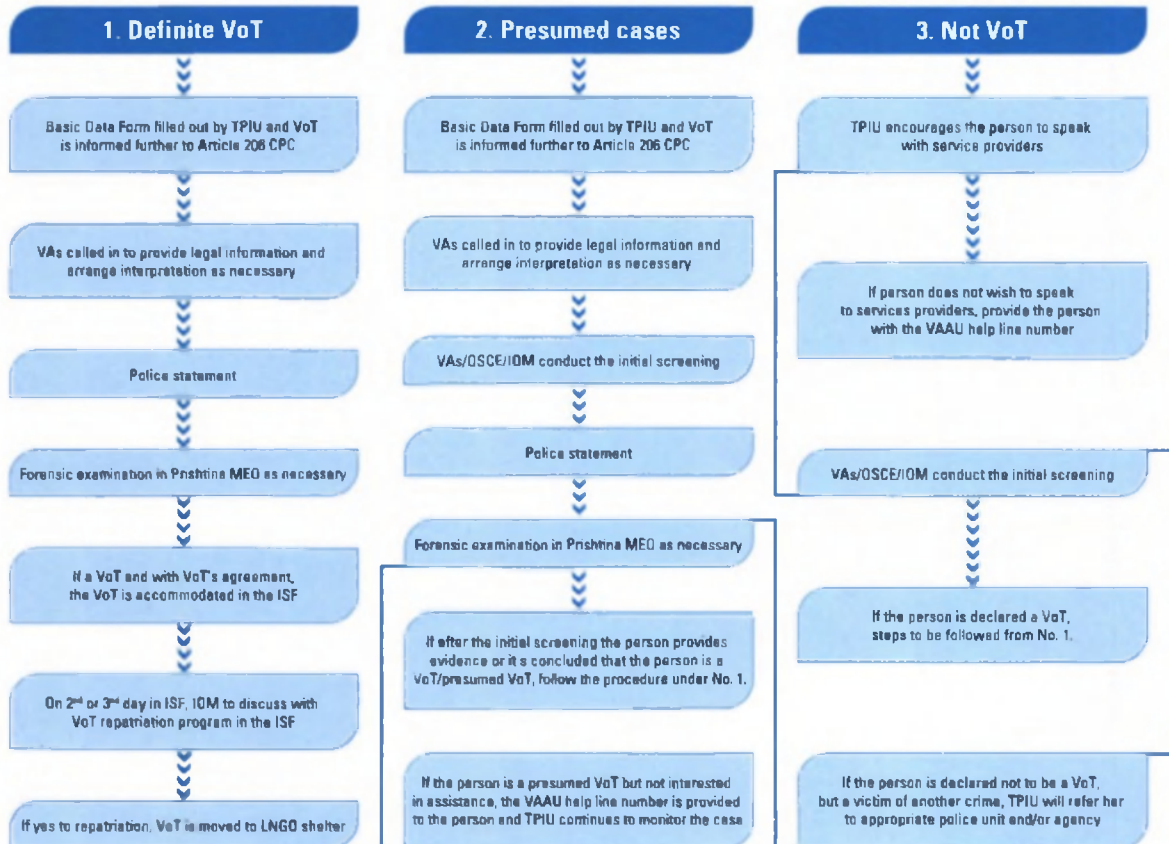 1. Definite VoT
Basic Data Form filled out by TPIU and VoT
is informed further to Article 206 CPC
VAs called in to provide legal information and
arrange interpretation as necessary
Police statement
Forensic examination in Prishtina MEO as necessary
If a VoT and with VoT's agreement,
the VoT is accommodated in the ISF
On 2nd or 3rd day in ISF, IOM to discuss with
VoT repatriation program in the ISF
If yes to repatriation, VoT is moved to LNGO shelter
2. Presumed cases
Basic Data Form filled out by TPIU and VoT
is informed further to Article 206 CPC
VAs called in to provide legal information and
arrange interpretation as necessary
VAs/OSCE/IOM conduct the initial screening
Police statement
Forensic examination in Prishtina MEO as necessary
If after the initial screening the person provides
evidence or it's concluded that the person is a
VoT/presumed VoT, follow the procedure under No. 1.
If the person is a presumed VoT but not interested
in assistance, the VAAU help line number is provided
to the person and TPIU continues to monitor the case
3. Not VoT
TPIU encourages the person to speak
with service providers
If person does not wish to speak
to services providers, provide the person
with the VAAU help line number
VAs/OSCE/IOM conduct the initial screening
If the person is declared a VoT,
steps to be followed from No. 1.
If the person is declared not to be a VoT,
but a victim of another crime, TPIU will refer her
to appropriate police unit and/or agency